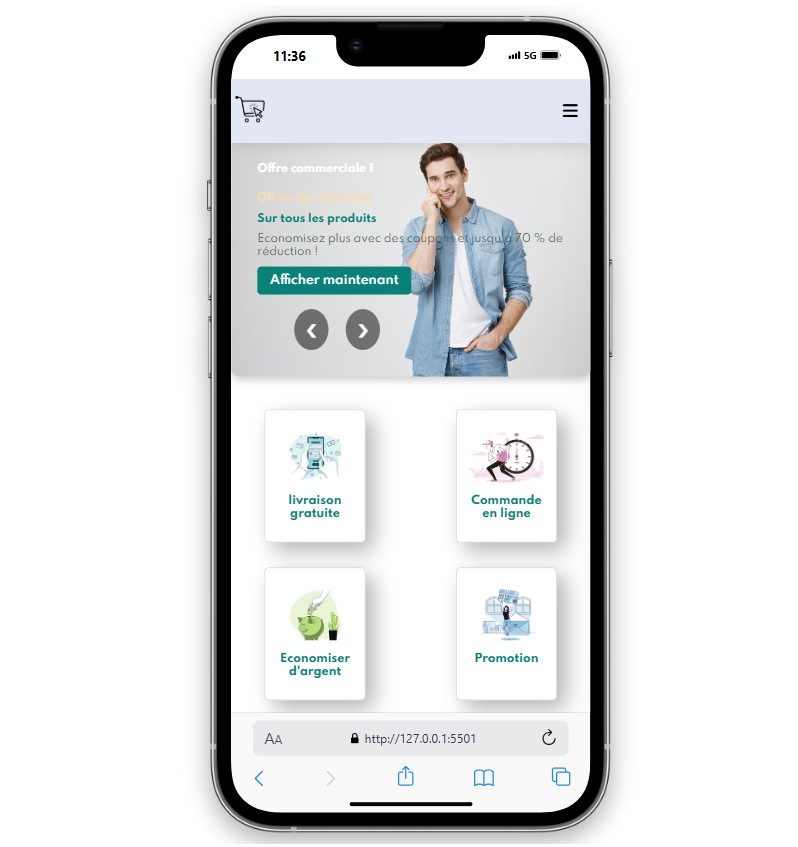 11:36
5G
Offre commerciale 1
Offres des dernières
Sur tous les produits
Economisez plus avec des coupons et jusqu'a 70 % de
réduction !
Afficher maintenant
livraison
gratuite
Commande
en ligne
Economiser
d'argent
Promotion
AA
http://127.0.0.1:5501